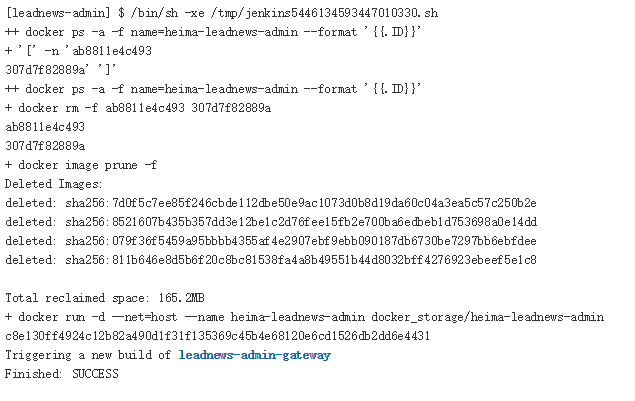 [leadnews-admin] $ /bin/sh -xe /tmp/jenkins5446134593447010330.sh
++ docker ps -a -f name=heima-leadnews-admin --format '{{.ID}}'
+ '[' -n 'ab8811e4c493
307d7f82889a' ']'
++ docker ps -a -f name=heima-leadnews-admin --format '{{.ID}}'
+ docker rm -f ab8811e4c493 307d7f82889a
ab8811e4c493
307d7f82889a
+ docker image prune -f
Deleted Images:
deleted: sha256:7d0f5c7ee85f246cbde112dbe50e9ac1073d0b8d19da60c04a3ea5c57c250b2e
deleted: sha256:8521607b435b357dd3e12be1c2d76fee15fb2e700ba6edbeb1d753698a0e14dd
deleted: sha256:079f36f5459a95bbbb4355af4e2907ebf9ebb090187db6730be7297bb6ebfdee
deleted: sha256:811b646e8d5b6f20c8bc81538fa4a8b49551b44d8032bff4276923ebeef5e1c8
Total reclaimed space: 165.2MB
+ docker run -d --net=host --name heima-leadnews-admin docker_storage/heima-leadnews-admin
c8e130ff4924c12b82a490d1f31f135369c45b4e68120e6cd1526db2dd6e4431
Triggering a new build of leadnews-admin-gateway
Finished: SUCCESS